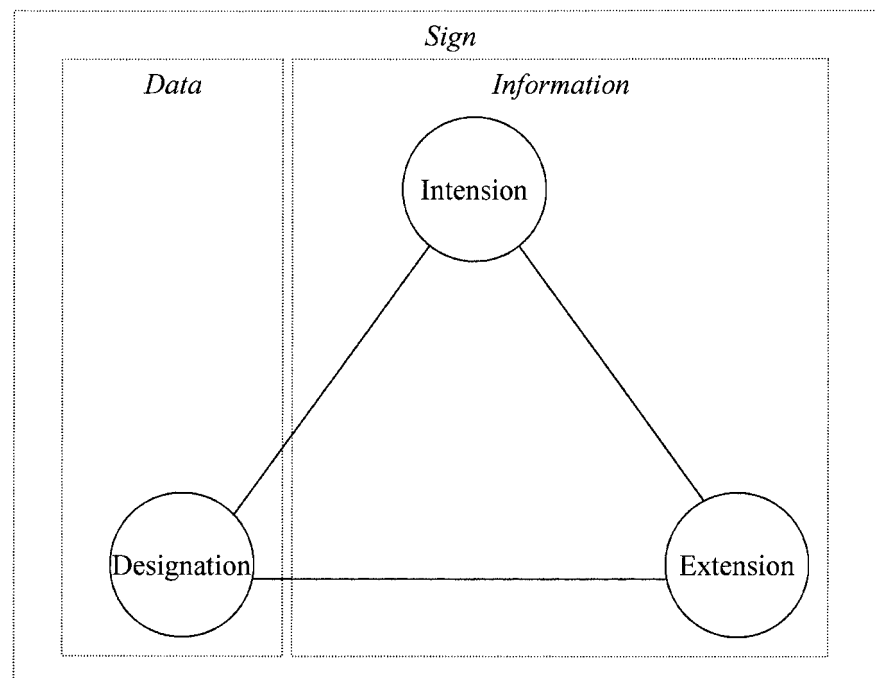 Sign
Data
Information
Intension
Designation
Extension